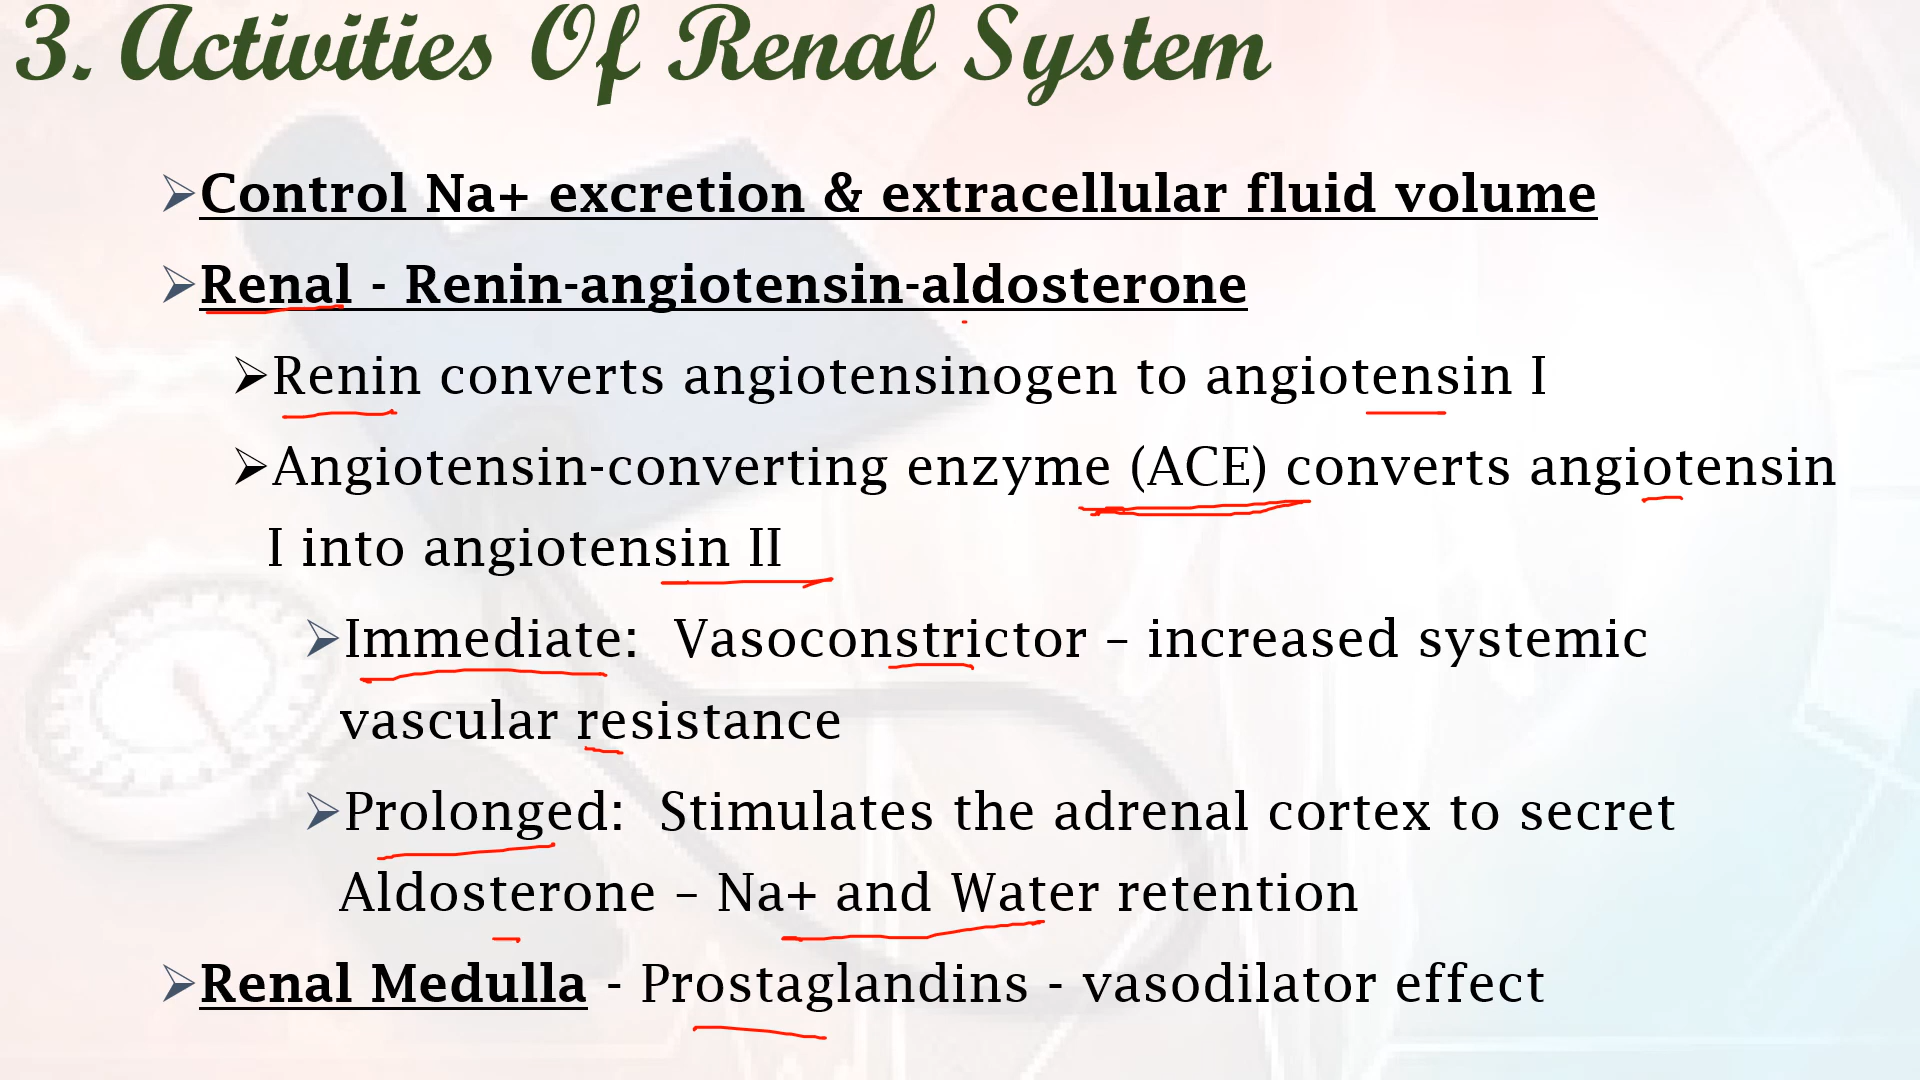 3. Activities Of Renal System
➢Control Na+ excretion & extracellular fluid volume
➢Renal - Renin-angiotensin-aldosterone
➢Renin converts angiotensinogen to angiotensin I
➢Angiotensin-converting enzyme (ACE) converts angiotensin
I into angiotensin II
➢Immediate:  Vasoconstrictor – increased systemic
vascular resistance
➢Prolonged:  Stimulates the adrenal cortex to secret
Aldosterone – Na+ and Water retention
➢Renal Medulla - Prostaglandins - vasodilator effect